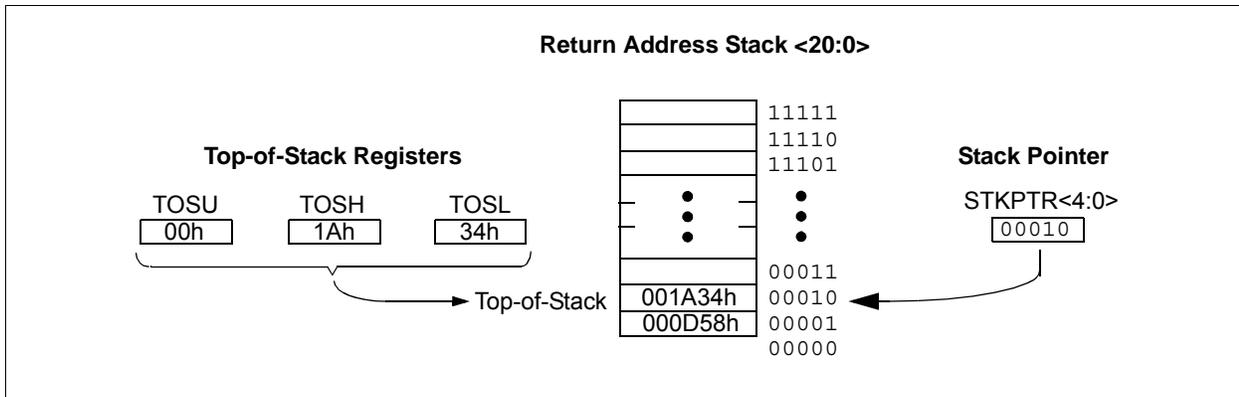 Return Address Stack <20:0>
11111
11110
Top-of-Stack Registers
11101
Stack Pointer
TOSU TOSH TOSL
STKPTR<4:0>
00h 1Ah 34h
00010
00011
Top-of-Stack 001A34h 00010
000D58h 00001
00000